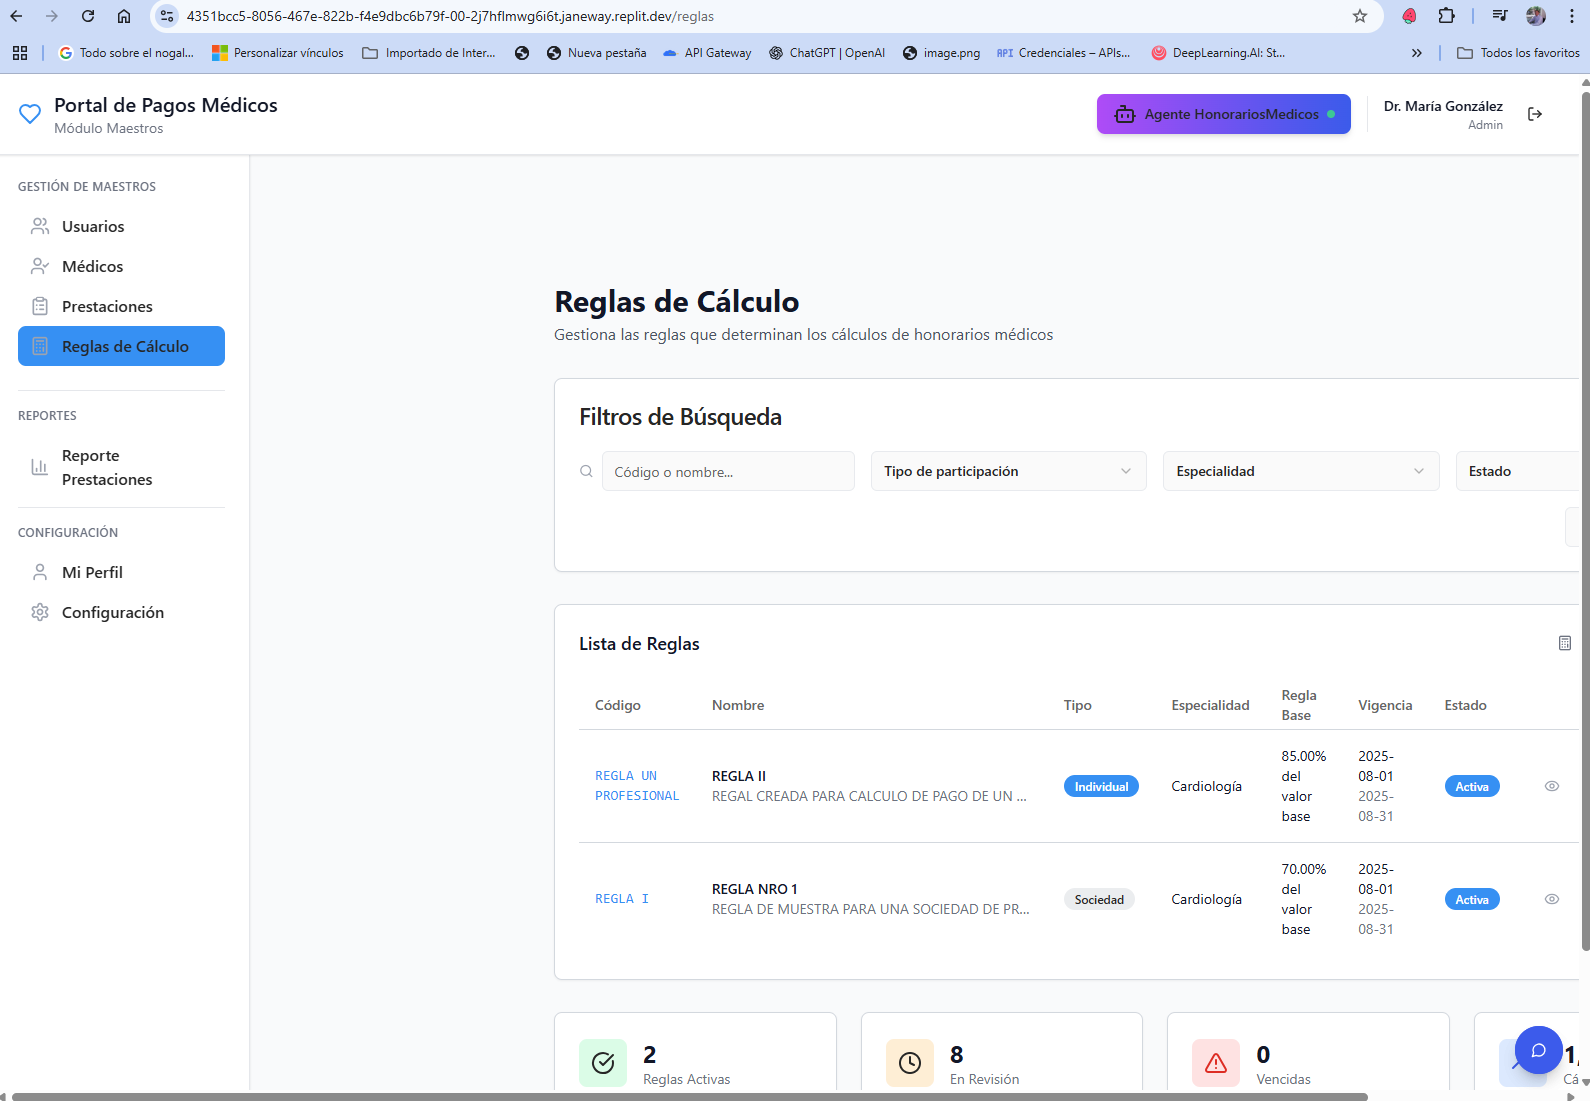 4351bcc5-8056-467e-822b-f4e9dbc6b79f-00-2j7hflmwg6i6t.janeway.replit.dev/reglas
Todo sobre el nogal...
Personalizar vínculos
Importado de Inter...
Nueva pestaña
API Gateway
ChatGPT | OpenAI
image.png
API
Credenciales – APIs...
DeepLearning.AI: St...
»
Todos los favoritos
Portal de Pagos Médicos
Módulo Maestros
Agente HonorariosMedicos
Dr. María González
Admin
GESTIÓN DE MAESTROS
Usuarios
Médicos
Prestaciones
Reglas de Cálculo
REPORTES
Reporte
Prestaciones
CONFIGURACIÓN
Mi Perfil
Configuración
Reglas de Cálculo
Gestiona las reglas que determinan los cálculos de honorarios médicos
Filtros de Búsqueda
Código o nombre...
Tipo de participación
Especialidad
Estado
Lista de Reglas
Código
Nombre
Tipo
Especialidad
Regla
Base
Vigencia
Estado
REGLA UN
PROFESIONAL
REGLA II
REGAL CREADA PARA CALCULO DE PAGO DE UN ...
Individual
Cardiología
85.00%
del
valor
base
2025-
08-01
2025-
08-31
Activa
REGLA I
REGLA NRO 1
REGLA DE MUESTRA PARA UNA SOCIEDAD DE PR...
Sociedad
Cardiología
70.00%
del
valor
base
2025-
08-01
2025-
08-31
Activa
2
Reglas Activas
8
En Revisión
0
Vencidas